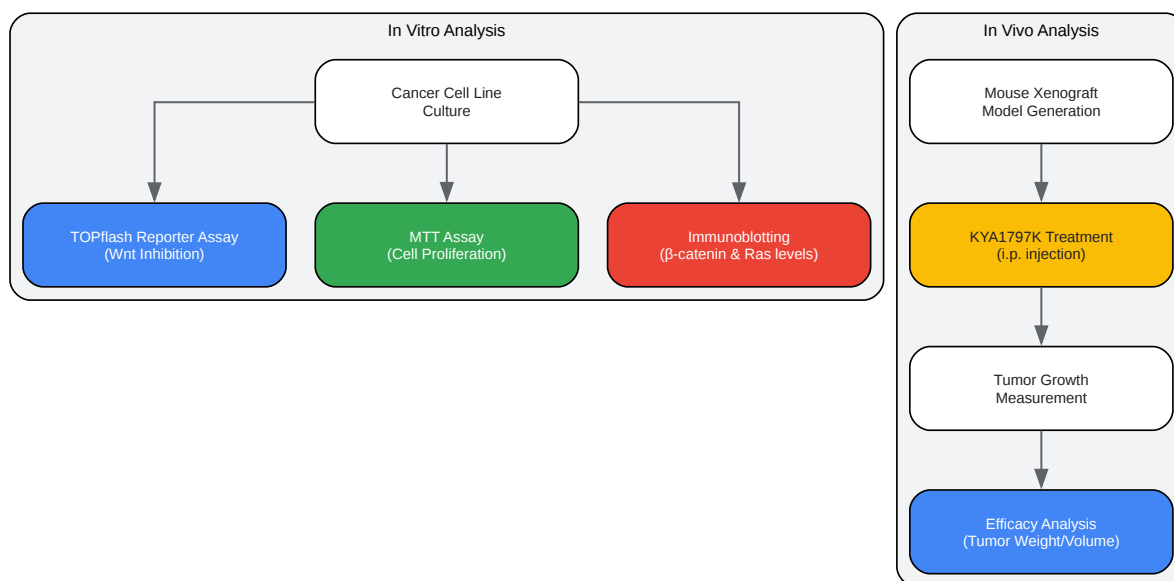 In Vitro Analysis
Cancer Cell Line
Culture
TOPflash Reporter Assay
(Wnt Inhibition)
MTT Assay
(Cell Proliferation)
Immunoblotting
(β-catenin & Ras levels)
In Vivo Analysis
Mouse Xenograft
Model Generation
KYA1797K Treatment
(i.p. injection)
Tumor Growth
Measurement
Efficacy Analysis
(Tumor Weight/Volume)